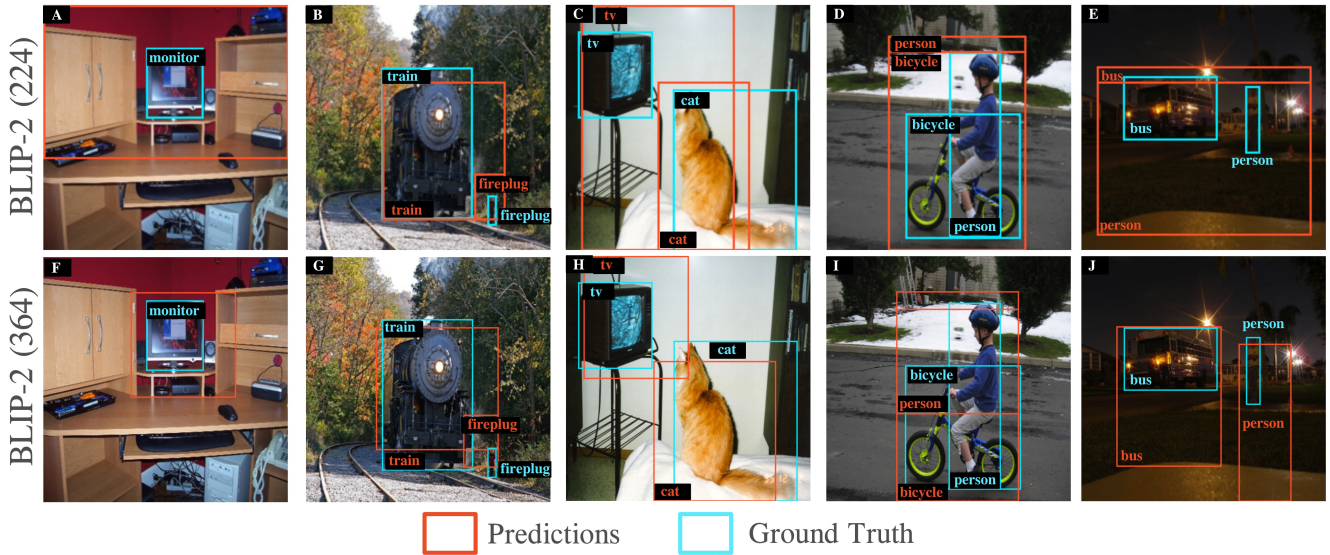 BLIP-2 (224)
A
monitor
B
train
fireplug
train
fireplug
C
tv
tv
cat
cat
D
person
bicycle
bicycle
person
E
bus
bus
person
person
BLIP-2 (364)
F
monitor
G
train
fireplug
train
fireplug
H
tv
tv
cat
cat
I
bicycle
person
person
bicycle
J
person
bus
person
bus
Predictions
Ground Truth